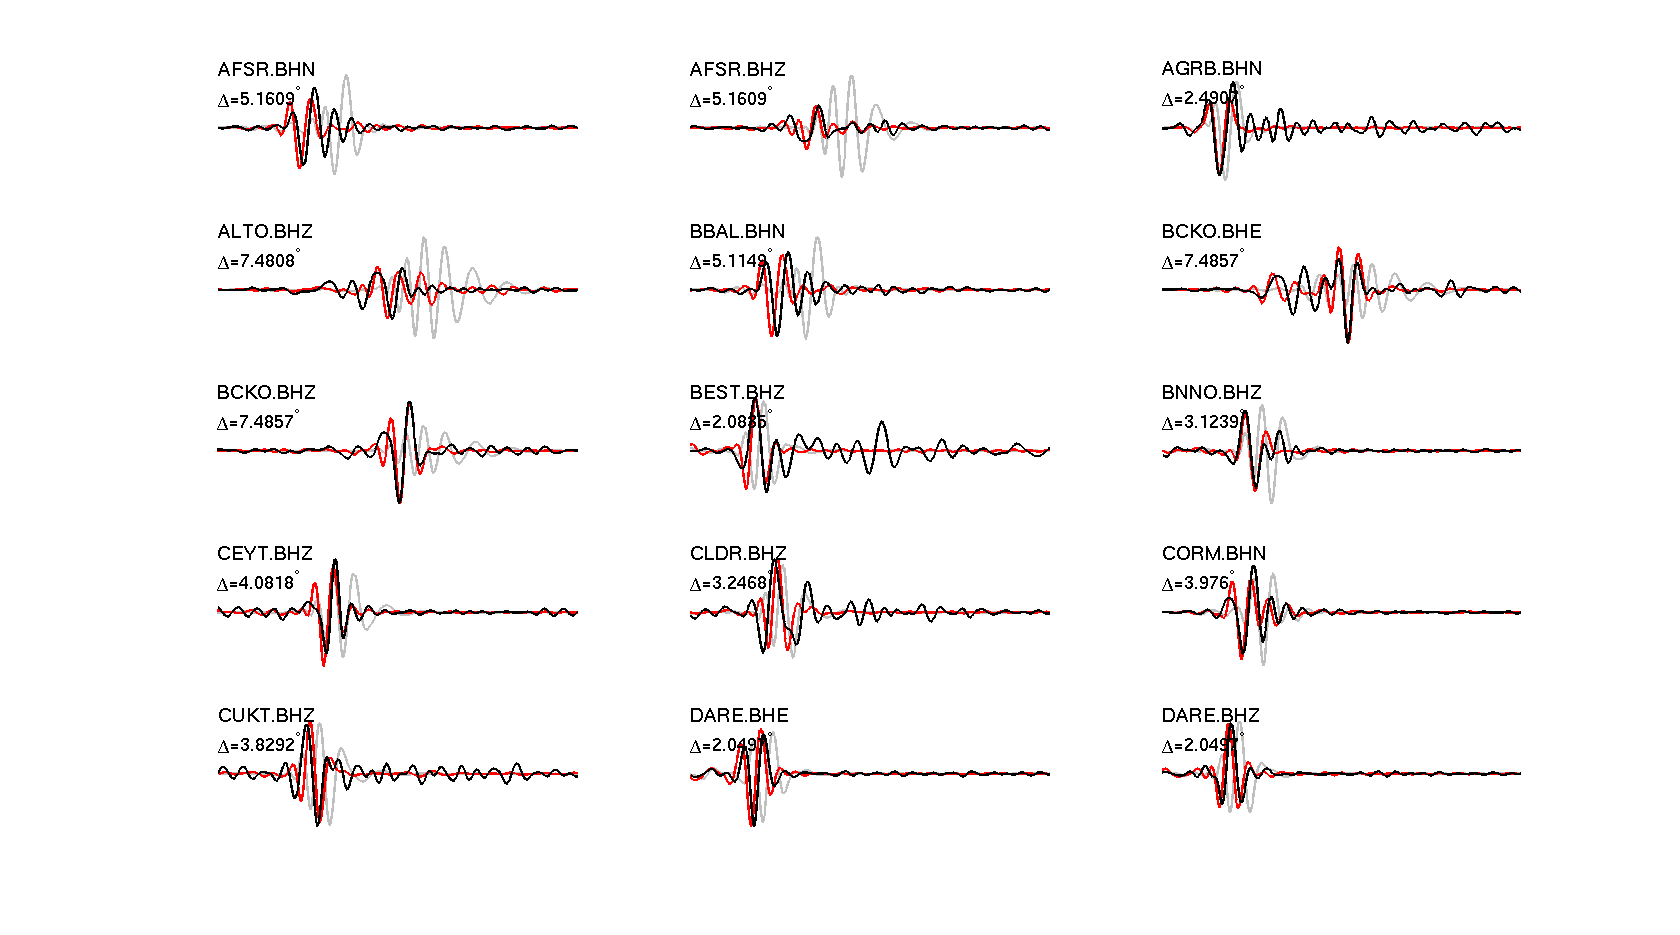 AFSR.BHN
Δ=5.1609°
AFSR.BHZ
Δ=5.1609°
AGRB.BHN
Δ=2.4907°
ALTO.BHZ
Δ=7.4808°
BBAL.BHN
Δ=5.1149°
BCKO.BHE
Δ=7.4857°
BCKO.BHZ
Δ=7.4857°
BEST.BHZ
Δ=2.0835°
BNNO.BHZ
Δ=3.1239°
CEYT.BHZ
Δ=4.0818°
CLDR.BHZ
Δ=3.2468°
CORM.BHN
Δ=3.976°
CUKT.BHZ
Δ=3.8292°
DARE.BHE
Δ=2.0497°
DARE.BHZ
Δ=2.0497°